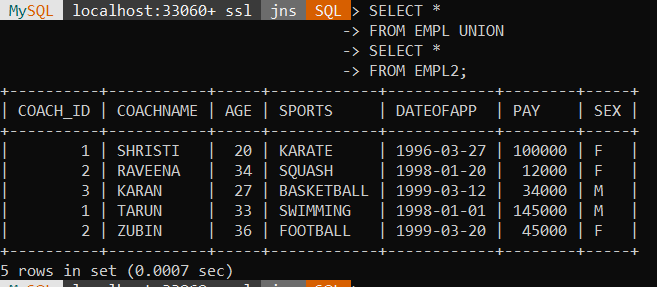 MySQL localhost:33060+ ssl jns SQL > SELECT *
-> FROM EMPL UNION
-> SELECT *
-> FROM EMPL2;
+----------+-----------+-----+------------+------------+--------+-----+
| COACH_ID | COACHNAME | AGE | SPORTS     | DATEOFAPP  | PAY    | SEX |
+----------+-----------+-----+------------+------------+--------+-----+
|        1 | SHRISTI   |  20 | KARATE     | 1996-03-27 | 100000 | F   |
|        2 | RAVEENA   |  34 | SQUASH     | 1998-01-20 |  12000 | F   |
|        3 | KARAN     |  27 | BASKETBALL | 1999-03-12 |  34000 | M   |
|        1 | TARUN     |  33 | SWIMMING   | 1998-01-01 | 145000 | M   |
|        2 | ZUBIN     |  36 | FOOTBALL   | 1999-03-20 |  45000 | F   |
+----------+-----------+-----+------------+------------+--------+-----+
5 rows in set (0.0007 sec)